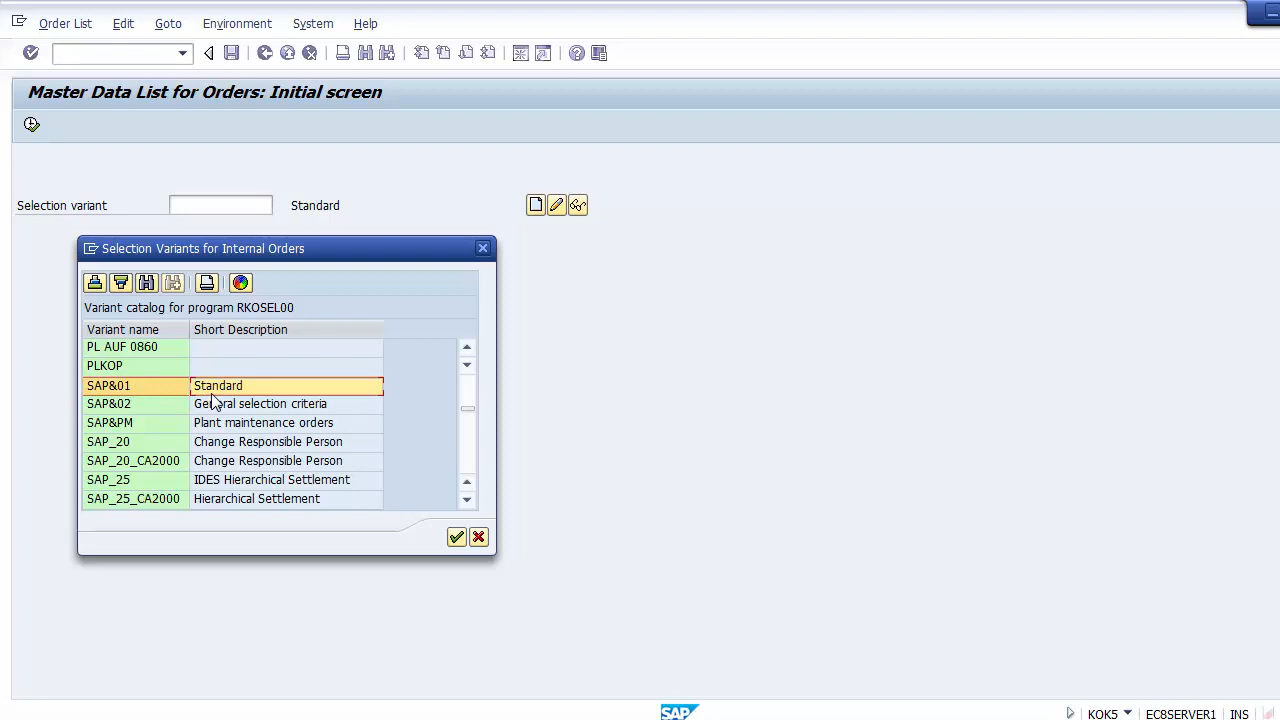 Order List Edit Goto Environment System Help
Master Data List for Orders: Initial screen
Selection variant Standard
Selection Variants for Internal Orders
Variant catalog for program RKOSEL00
Variant name Short Description
PL AUF 0860
PLKOP
SAP&01 Standard
SAP&02 General selection criteria
SAP&PM Plant maintenance orders
SAP_20 Change Responsible Person
SAP_20_CA2000 Change Responsible Person
SAP_25 IDES Hierarchical Settlement
SAP_25_CA2000 Hierarchical Settlement
SAP KOK5 EC8SERVER1 INS